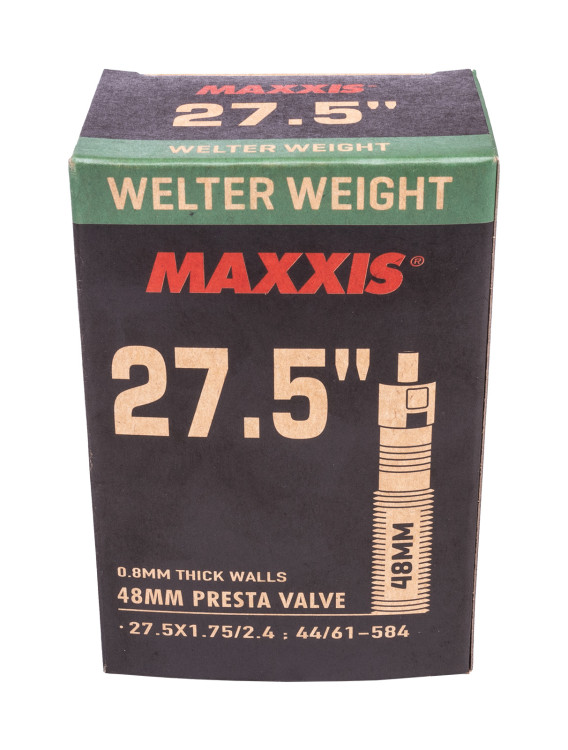 MAXXIS
27.5"
WELTER WEIGHT
WELTER WEIGHT
MAXXIS®
27.5"
48MM
0.8MM THICK WALLS
48MM PRESTA VALVE
· 27.5X1.75/2.4 : 44/61-584